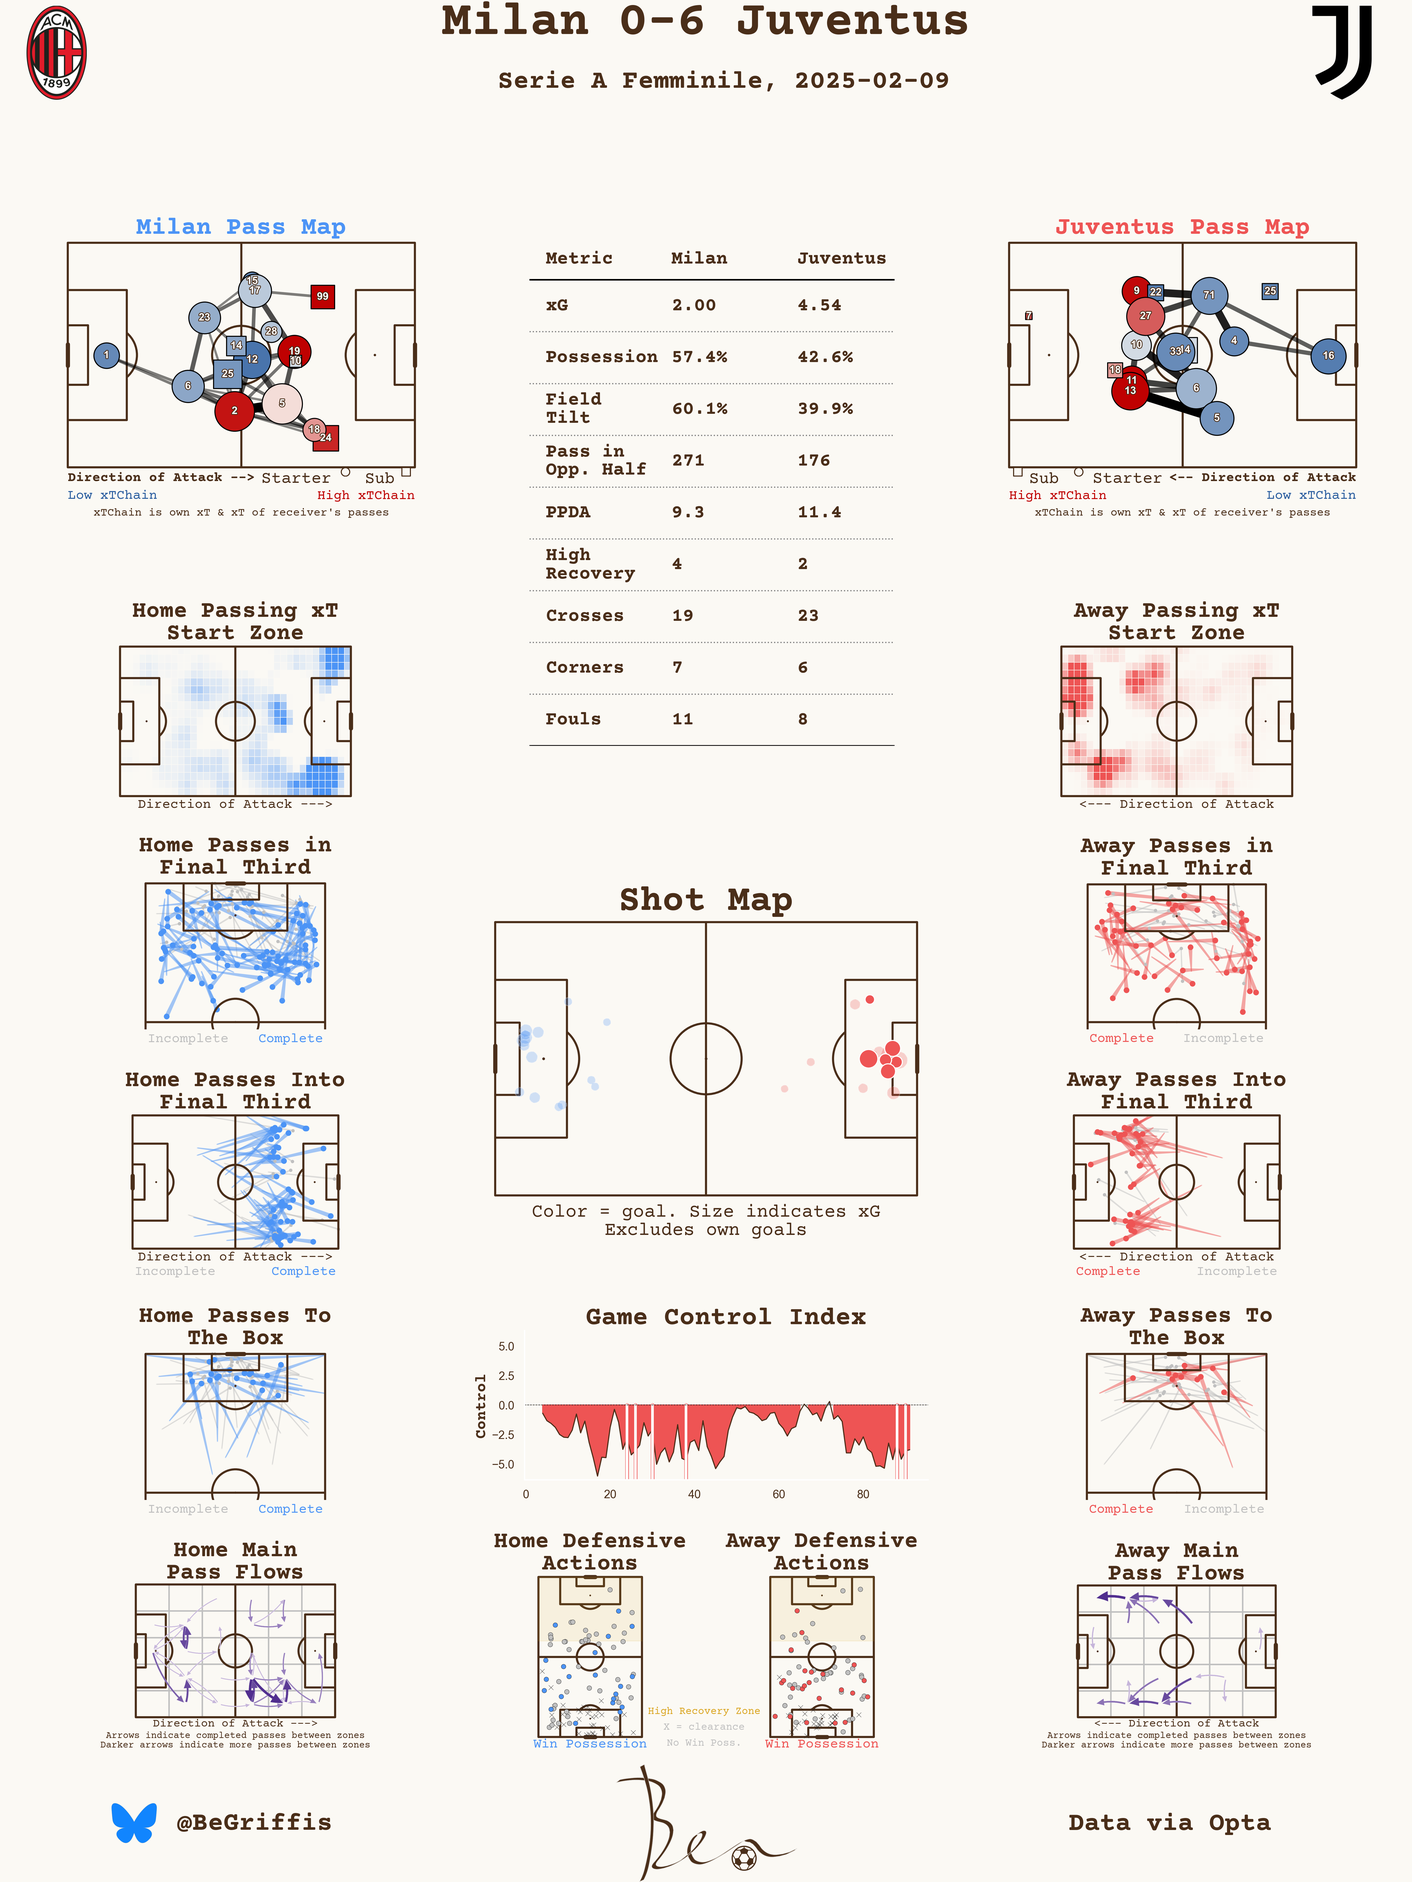 Milan 0-6 Juventus
Serie A Femminile, 2025-02-09
ACM
1899
Milan Pass Map
15
17
99
23
28
14
19
12
10
1
25
6
5
2
18
24
Direction of Attack --> Starter Sub
Low xTChain High xTChain
xTChain is own xT & xT of receiver's passes
Metric Milan Juventus
xG 2.00 4.54
Possession 57.4% 42.6%
Field
Tilt 60.1% 39.9%
Pass in
Opp. Half 271 176
PPDA 9.3 11.4
High
Recovery 4 2
Crosses 19 23
Corners 7 6
Fouls 11 8
Juventus Pass Map
9
22
71
25
7
27
4
10
33
14
16
18
11
13
6
5
Sub Starter <-- Direction of Attack
High xTChain Low xTChain
xTChain is own xT & xT of receiver's passes
Home Passing xT
Start Zone
Direction of Attack --->
Away Passing xT
Start Zone
<--- Direction of Attack
Home Passes in
Final Third
Incomplete Complete
Away Passes in
Final Third
Complete Incomplete
Shot Map
Color = goal. Size indicates xG
Excludes own goals
Home Passes Into
Final Third
Direction of Attack --->
Incomplete Complete
Away Passes Into
Final Third
<--- Direction of Attack
Complete Incomplete
Home Passes To
The Box
Incomplete Complete
Game Control Index
Control
5.0
2.5
0.0
−2.5
−5.0
0 20 40 60 80
Away Passes To
The Box
Complete Incomplete
Home Main
Pass Flows
Direction of Attack --->
Arrows indicate completed passes between zones
Darker arrows indicate more passes between zones
Home Defensive
Actions
Win Possession
High Recovery Zone
X = clearance
No Win Poss.
Away Defensive
Actions
Win Possession
Away Main
Pass Flows
<--- Direction of Attack
Arrows indicate completed passes between zones
Darker arrows indicate more passes between zones
@BeGriffis
Ben
Data via Opta